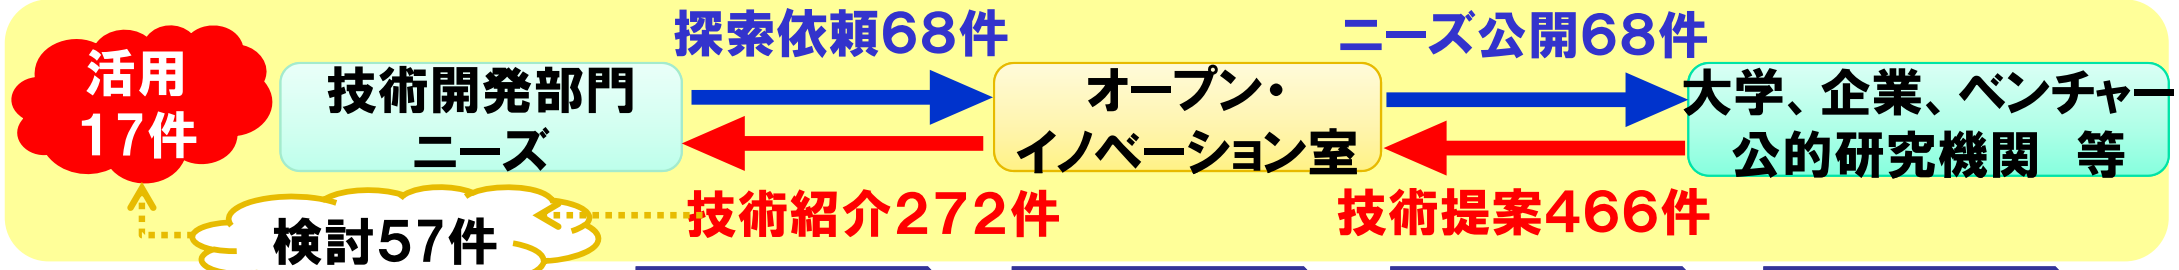 探索依頼68件
ニーズ公開68件
活用
17件
技術開発部門
ニーズ
オープン・
イノベーション室
大学、企業、ベンチャー
公的研究機関　等
技術紹介272件
技術提案466件
検討57件